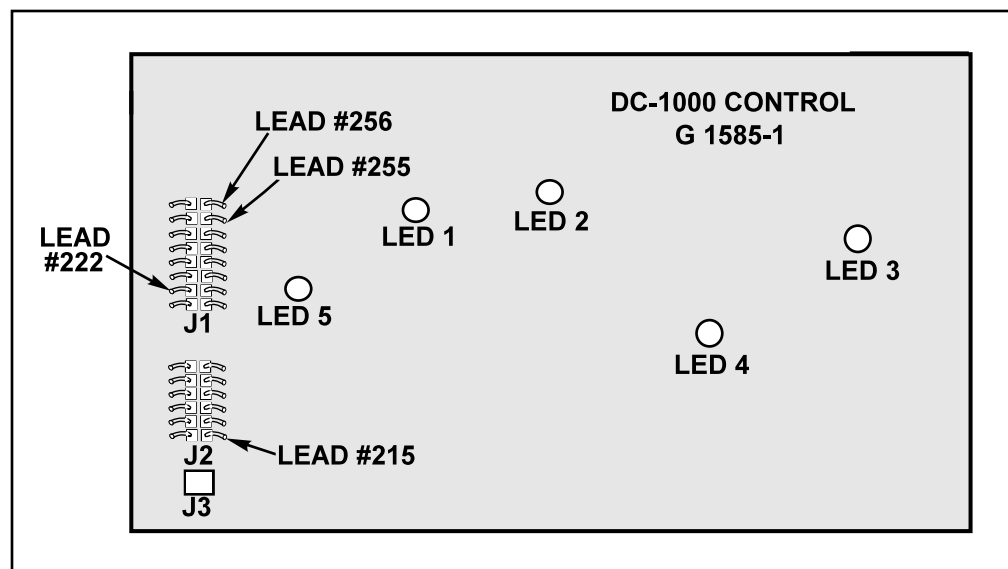 DC-1000 CONTROL
G 1585-1
LEAD #256
LEAD #255
LEAD
#222
LED 1
LED 2
LED 3
LED 5
J1
LED 4
J2
LEAD #215
J3